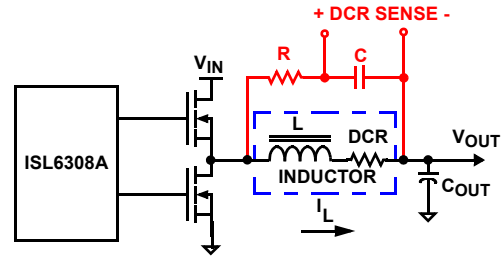 + DCR SENSE -
R
C
VIN
L
DCR
ISL6308A
INDUCTOR
VOUT
COUT
IL